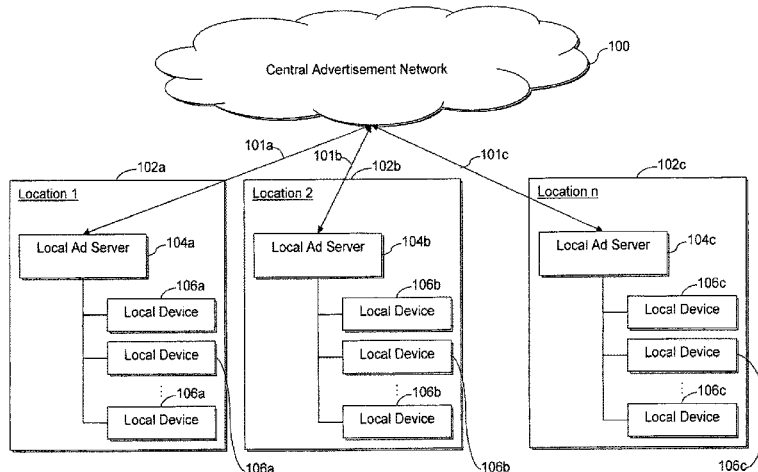 100
Central Advertisement Network
101a
101b
101c
102a
102b
102c
Location 1
Location 2
Location n
Local Ad Server
104a
Local Ad Server
104b
Local Ad Server
104c
106a
106b
106c
Local Device
Local Device
Local Device
Local Device
Local Device
Local Device
106a
106b
106c
Local Device
Local Device
Local Device
106a
106b
106c